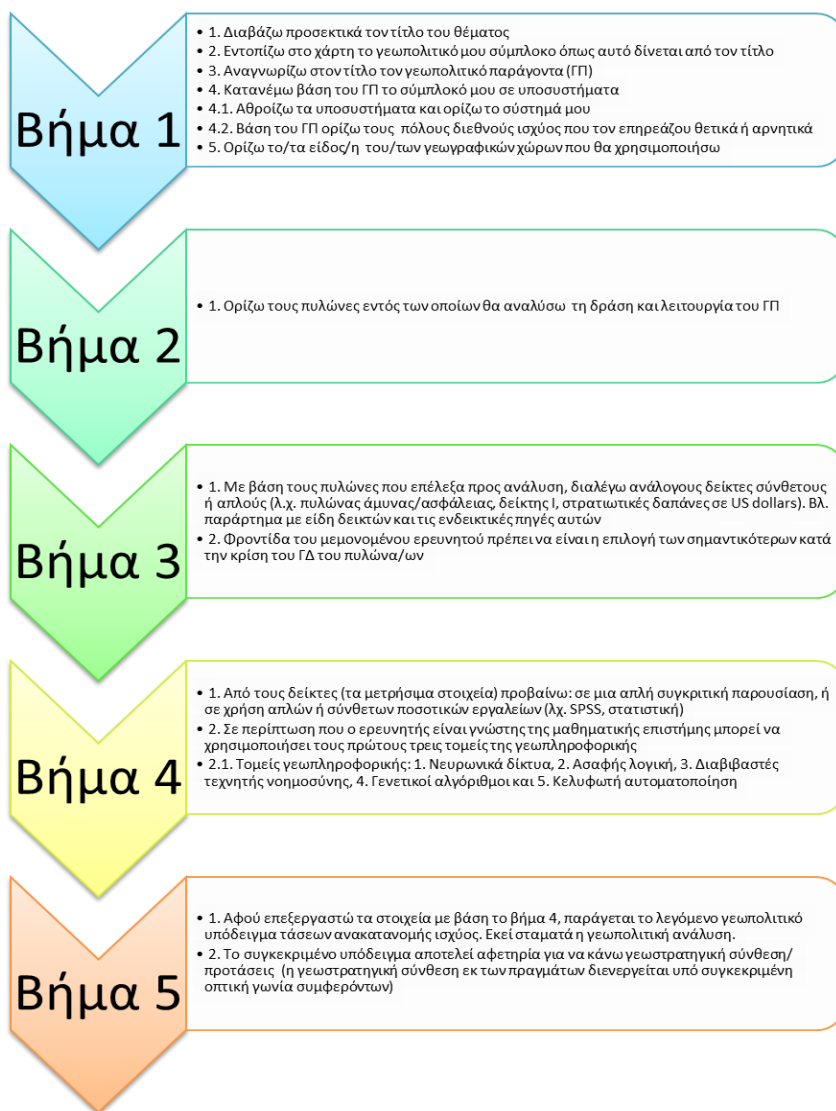 Βήμα 1
• 1. Διαβάζω προσεκτικά τον τίτλο του θέματος
• 2. Εντοπίζω στο χάρτη το γεωπολιτικό μου σύμπλοκο όπως αυτό δίνεται από τον τίτλο
• 3. Αναγνωρίζω στον τίτλο τον γεωπολιτικό παράγοντα (ΓΠ)
• 4. Κατανέμω βάση του ΓΠ το σύμπλοκό μου σε υποσυστήματα
• 4.1. Αθροίζω τα υποσυστήματα και ορίζω το σύστημά μου
• 4.2. Βάση του ΓΠ ορίζω τους πόλους διεθνούς ισχύος που τον επηρεάζου θετικά ή αρνητικά
• 5. Ορίζω το/τα είδος/η του/των γεωγραφικών χώρων που θα χρησιμοποιήσω
Βήμα 2
• 1. Ορίζω τους πυλώνες εντός των οποίων θα αναλύσω τη δράση και λειτουργία του ΓΠ
Βήμα 3
• 1. Με βάση τους πυλώνες που επέλεξα προς ανάλυση, διαλέγω ανάλογους δείκτες σύνθετους
ή απλούς (λ.χ. πυλώνας άμυνας/ασφάλειας, δείκτης Ι, στρατιωτικές δαπάνες σε US dollars). Βλ.
παράρτημα με είδη δεικτών και τις ενδεικτικές πηγές αυτών
• 2. Φροντίδα του μεμονομένου ερευνητού πρέπει να είναι η επιλογή των σημαντικότερων κατά
την κρίση του ΓΔ του πυλώνα/ων
Βήμα 4
• 1. Από τους δείκτες (τα μετρήσιμα στοιχεία) προβαίνω: σε μια απλή συγκριτική παρουσίαση, ή
σε χρήση απλών ή σύνθετων ποσοτικών εργαλείων (λχ. SPSS, στατιστική)
• 2. Σε περίπτωση που ο ερευνητής είναι γνώστης της μαθηματικής επιστήμης μπορεί να
χρησιμοποιήσει τους πρώτους τρεις τομείς της γεωπληροφορικής
• 2.1. Τομείς γεωπληροφορικής: 1. Νευρωνικά δίκτυα, 2. Ασαφής λογική, 3. Διαβιβαστές
τεχνητής νοημοσύνης, 4. Γενετικοί αλγόριθμοι και 5. Κελυφωτή αυτοματοποίηση
Βήμα 5
• 1. Αφού επεξεργαστώ τα στοιχεία με βάση το βήμα 4, παράγεται το λεγόμενο γεωπολιτικό
υπόδειγμα τάσεων ανακατανομής ισχύος. Εκεί σταματά η γεωπολιτική ανάλυση.
• 2. Το συγκεκριμένο υπόδειγμα αποτελεί αφετηρία για να κάνω γεωστρατηγική σύνθεση/
προτάσεις (η γεωστρατηγική σύνθεση εκ των πραγμάτων διενεργείται υπό συγκεκριμένη
οπτική γωνία συμφερόντων)